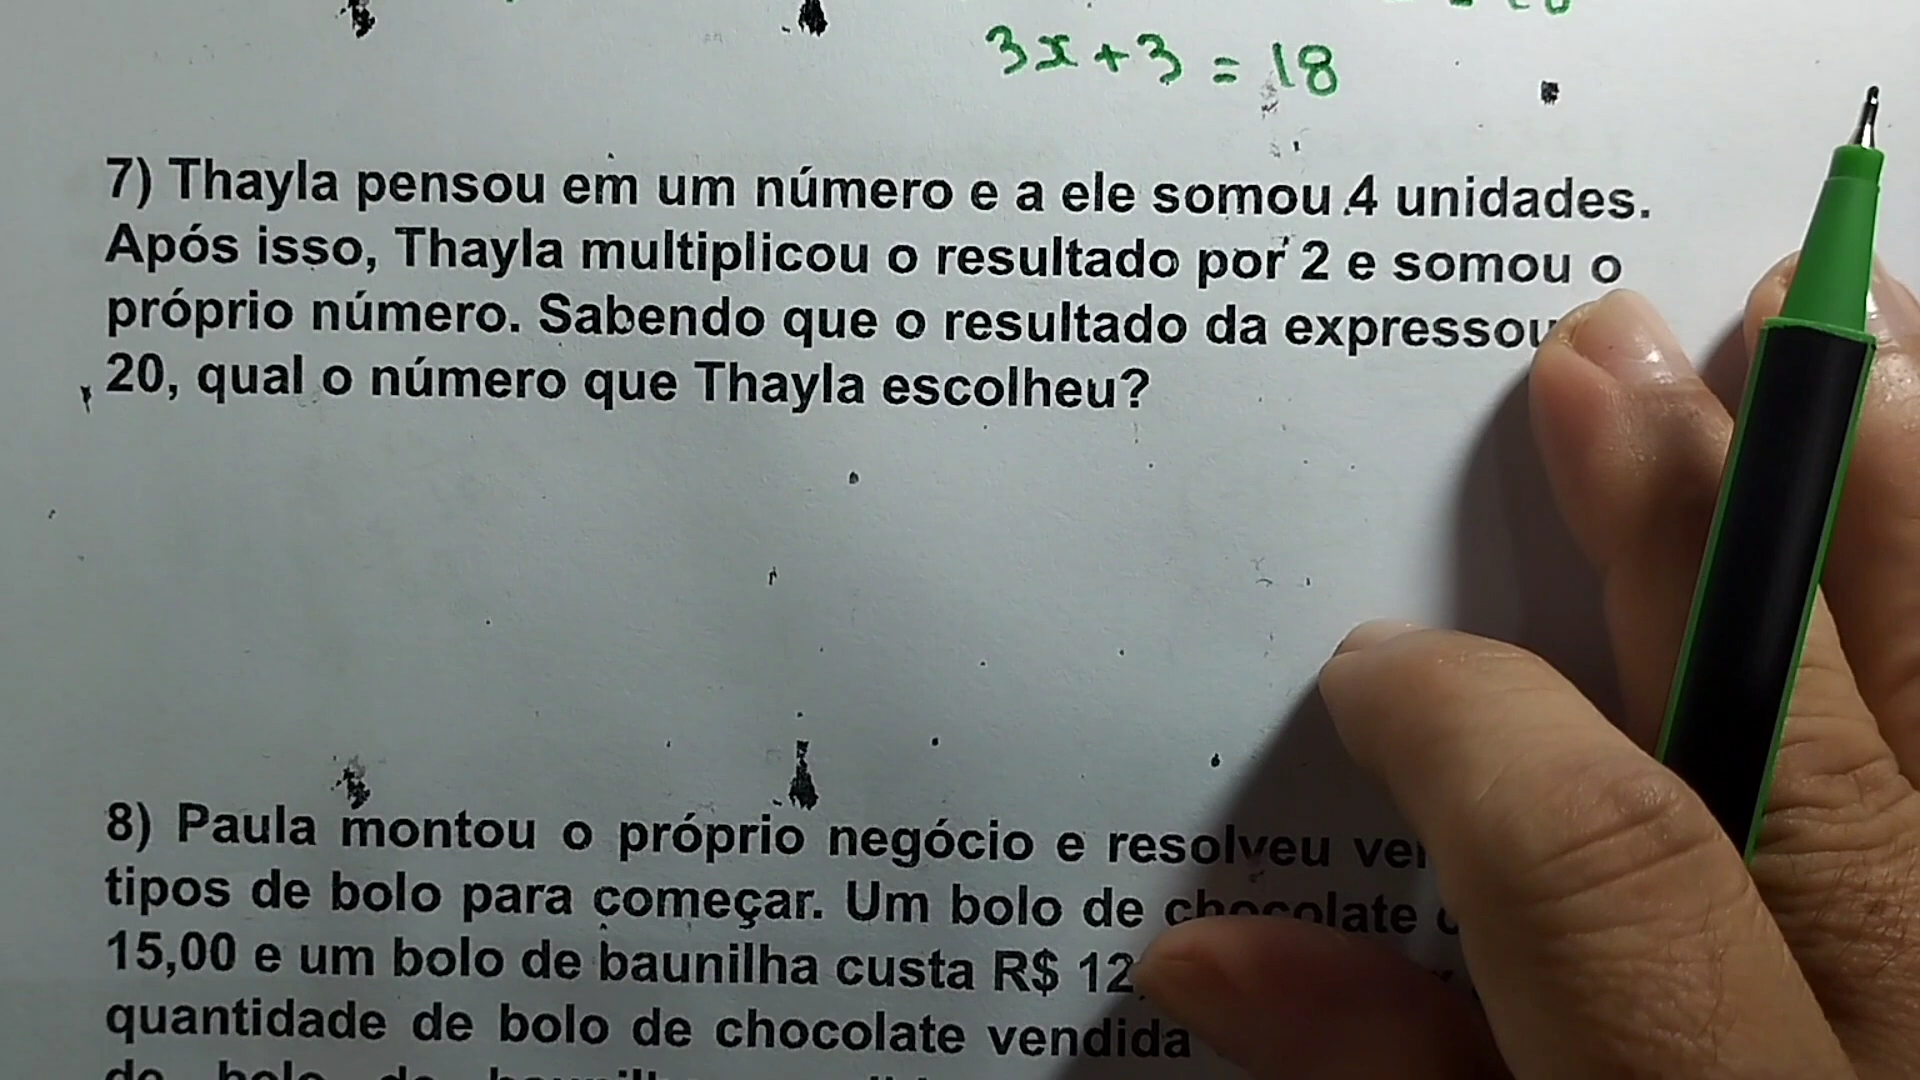 3x+3 = 18
7) Thayla pensou em um número e a ele somou 4 unidades.
Após isso, Thayla multiplicou o resultado por 2 e somou o
próprio número. Sabendo que o resultado da expressou
20, qual o número que Thayla escolheu?
8) Paula montou o próprio negócio e resolveu
tipos de bolo para começar. Um bolo de chocolate
15,00 e um bolo de baunilha custa R$ 12,
quantidade de bolo de chocolate vendida
de bolo de